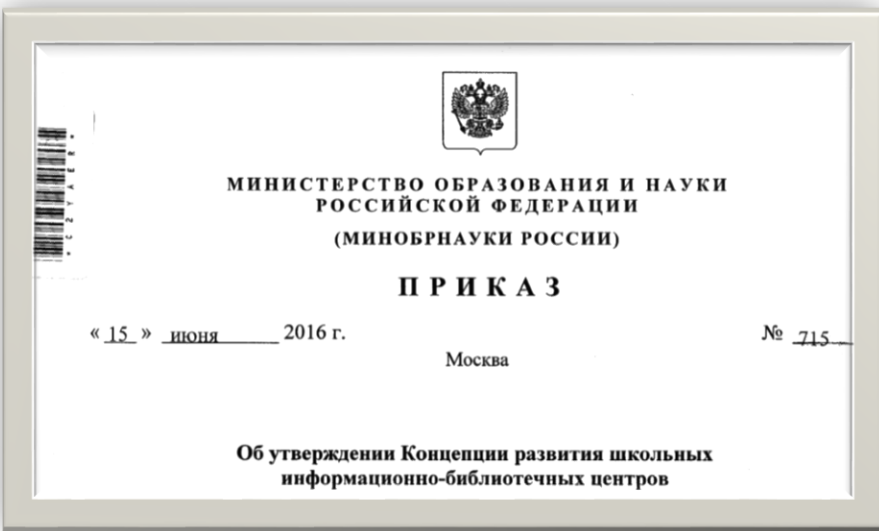 МИНИСТЕРСТВО ОБРАЗОВАНИЯ И НАУКИ
РОССИЙСКОЙ ФЕДЕРАЦИИ
(МИНОБРНАУКИ РОССИИ)
ПРИКАЗ
« 15 » июня 2016 г.
№ 715
Москва
Об утверждении Концепции развития школьных
информационно-библиотечных центров